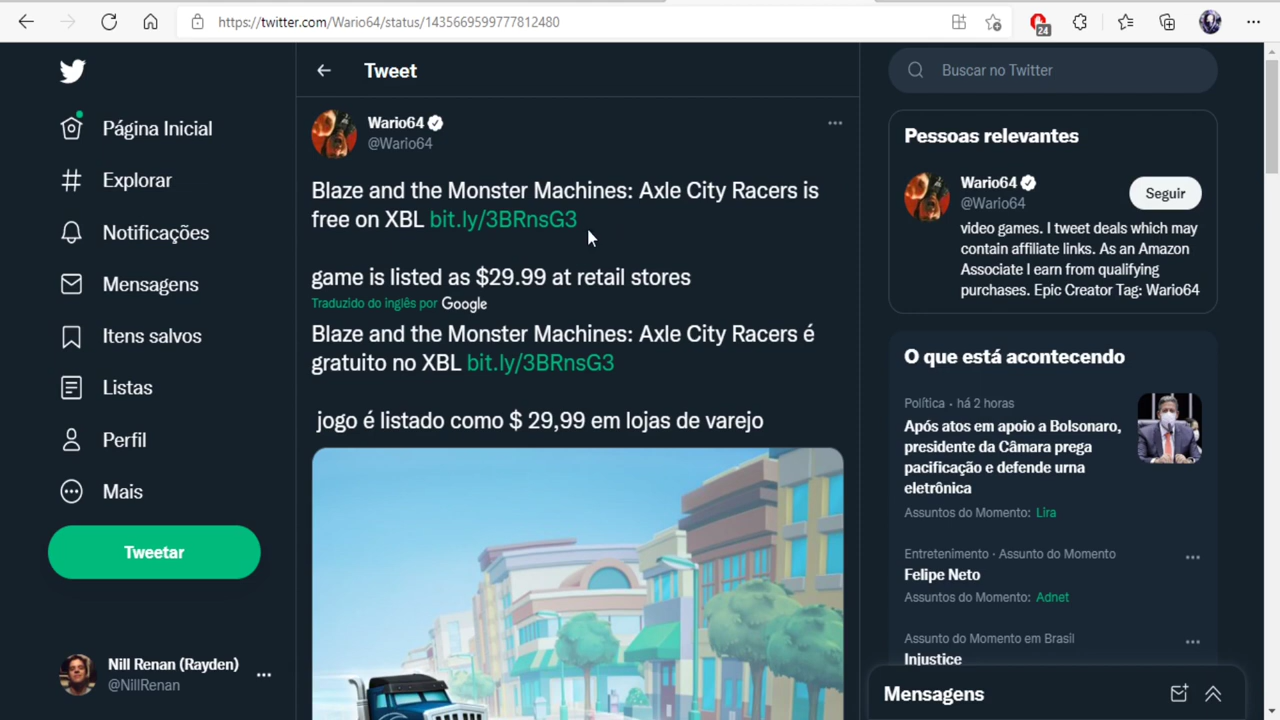 https://twitter.com/Wario64/status/1435669599777812480
24
Tweet
Buscar no Twitter
Página Inicial
Explorar
Notificações
Mensagens
Itens salvos
Listas
Perfil
Mais
Tweetar
Nill Renan (Rayden)
@NillRenan
Wario64
@Wario64
Blaze and the Monster Machines: Axle City Racers is
free on XBL bit.ly/3BRnsG3
game is listed as $29.99 at retail stores
Traduzido do inglês por Google
Blaze and the Monster Machines: Axle City Racers é
gratuito no XBL bit.ly/3BRnsG3
jogo é listado como $ 29,99 em lojas de varejo
Pessoas relevantes
Wario64
@Wario64
Seguir
video games. I tweet deals which may
contain affiliate links. As an Amazon
Associate I earn from qualifying
purchases. Epic Creator Tag: Wario64
O que está acontecendo
Política · há 2 horas
Após atos em apoio a Bolsonaro,
presidente da Câmara prega
pacificação e defende urna
eletrônica
Assuntos do Momento: Lira
Entretenimento · Assunto do Momento
Felipe Neto
Assuntos do Momento: Adnet
Assunto do Momento em Brasil
Injustice
Mensagens